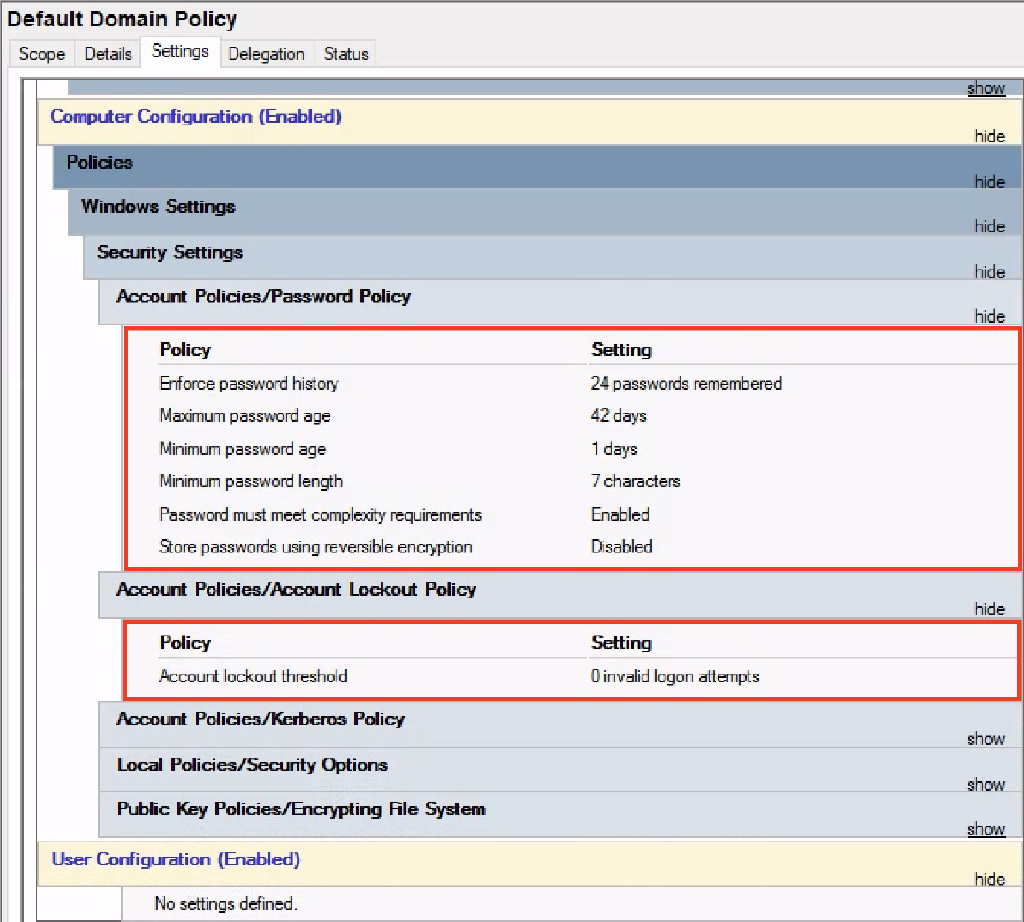 Default Domain Policy
Scope Details Settings Delegation Status
show
Computer Configuration (Enabled)
hide
Policies
hide
Windows Settings
hide
Security Settings
hide
Account Policies/Password Policy
hide
Policy Setting
Enforce password history 24 passwords remembered
Maximum password age 42 days
Minimum password age 1 days
Minimum password length 7 characters
Password must meet complexity requirements Enabled
Store passwords using reversible encryption Disabled
Account Policies/Account Lockout Policy
hide
Policy Setting
Account lockout threshold 0 invalid logon attempts
Account Policies/Kerberos Policy
show
Local Policies/Security Options
show
Public Key Policies/Encrypting File System
show
User Configuration (Enabled)
hide
No settings defined.